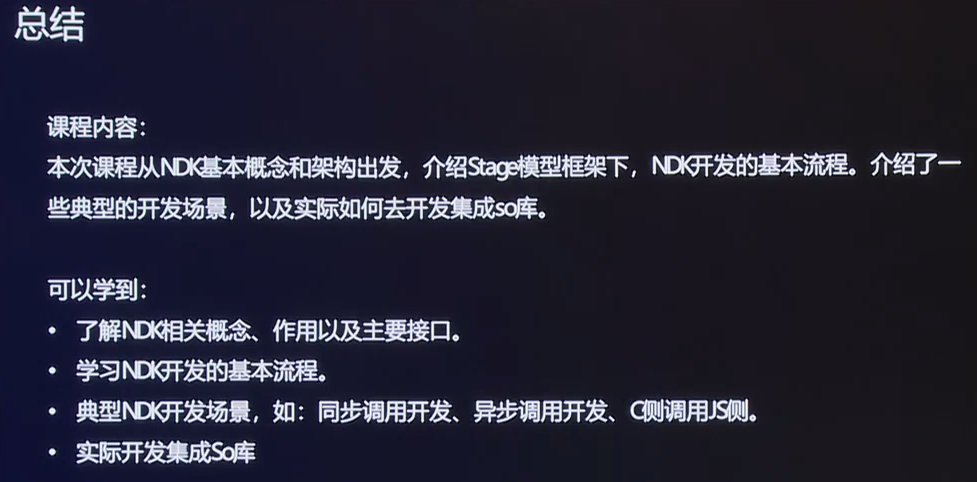 总结
课程内容：
本次课程从NDK基本概念和架构出发，介绍Stage模型框架下，NDK开发的基本流程。介绍了一
些典型的开发场景，以及实际如何去开发集成so库。
可以学到：
• 了解NDK相关概念、作用以及主要接口。
• 学习NDK开发的基本流程。
• 典型NDK开发场景，如：同步调用开发、异步调用开发、C侧调用JS侧。
• 实际开发集成So库